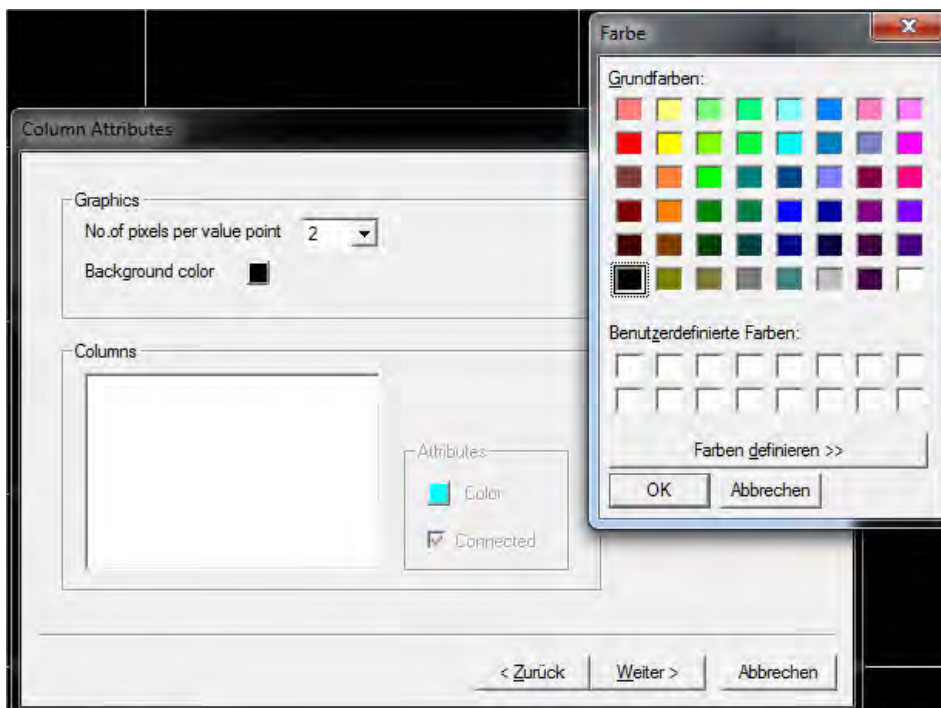 Column Attributes
Graphics
No.of pixels per value point 2
Background color
Columns
Attributes
Color
Connected
< Zurück Weiter > Abbrechen
Farbe
Grundfarben:
Benutzerdefinierte Farben:
Farben definieren >>
OK Abbrechen